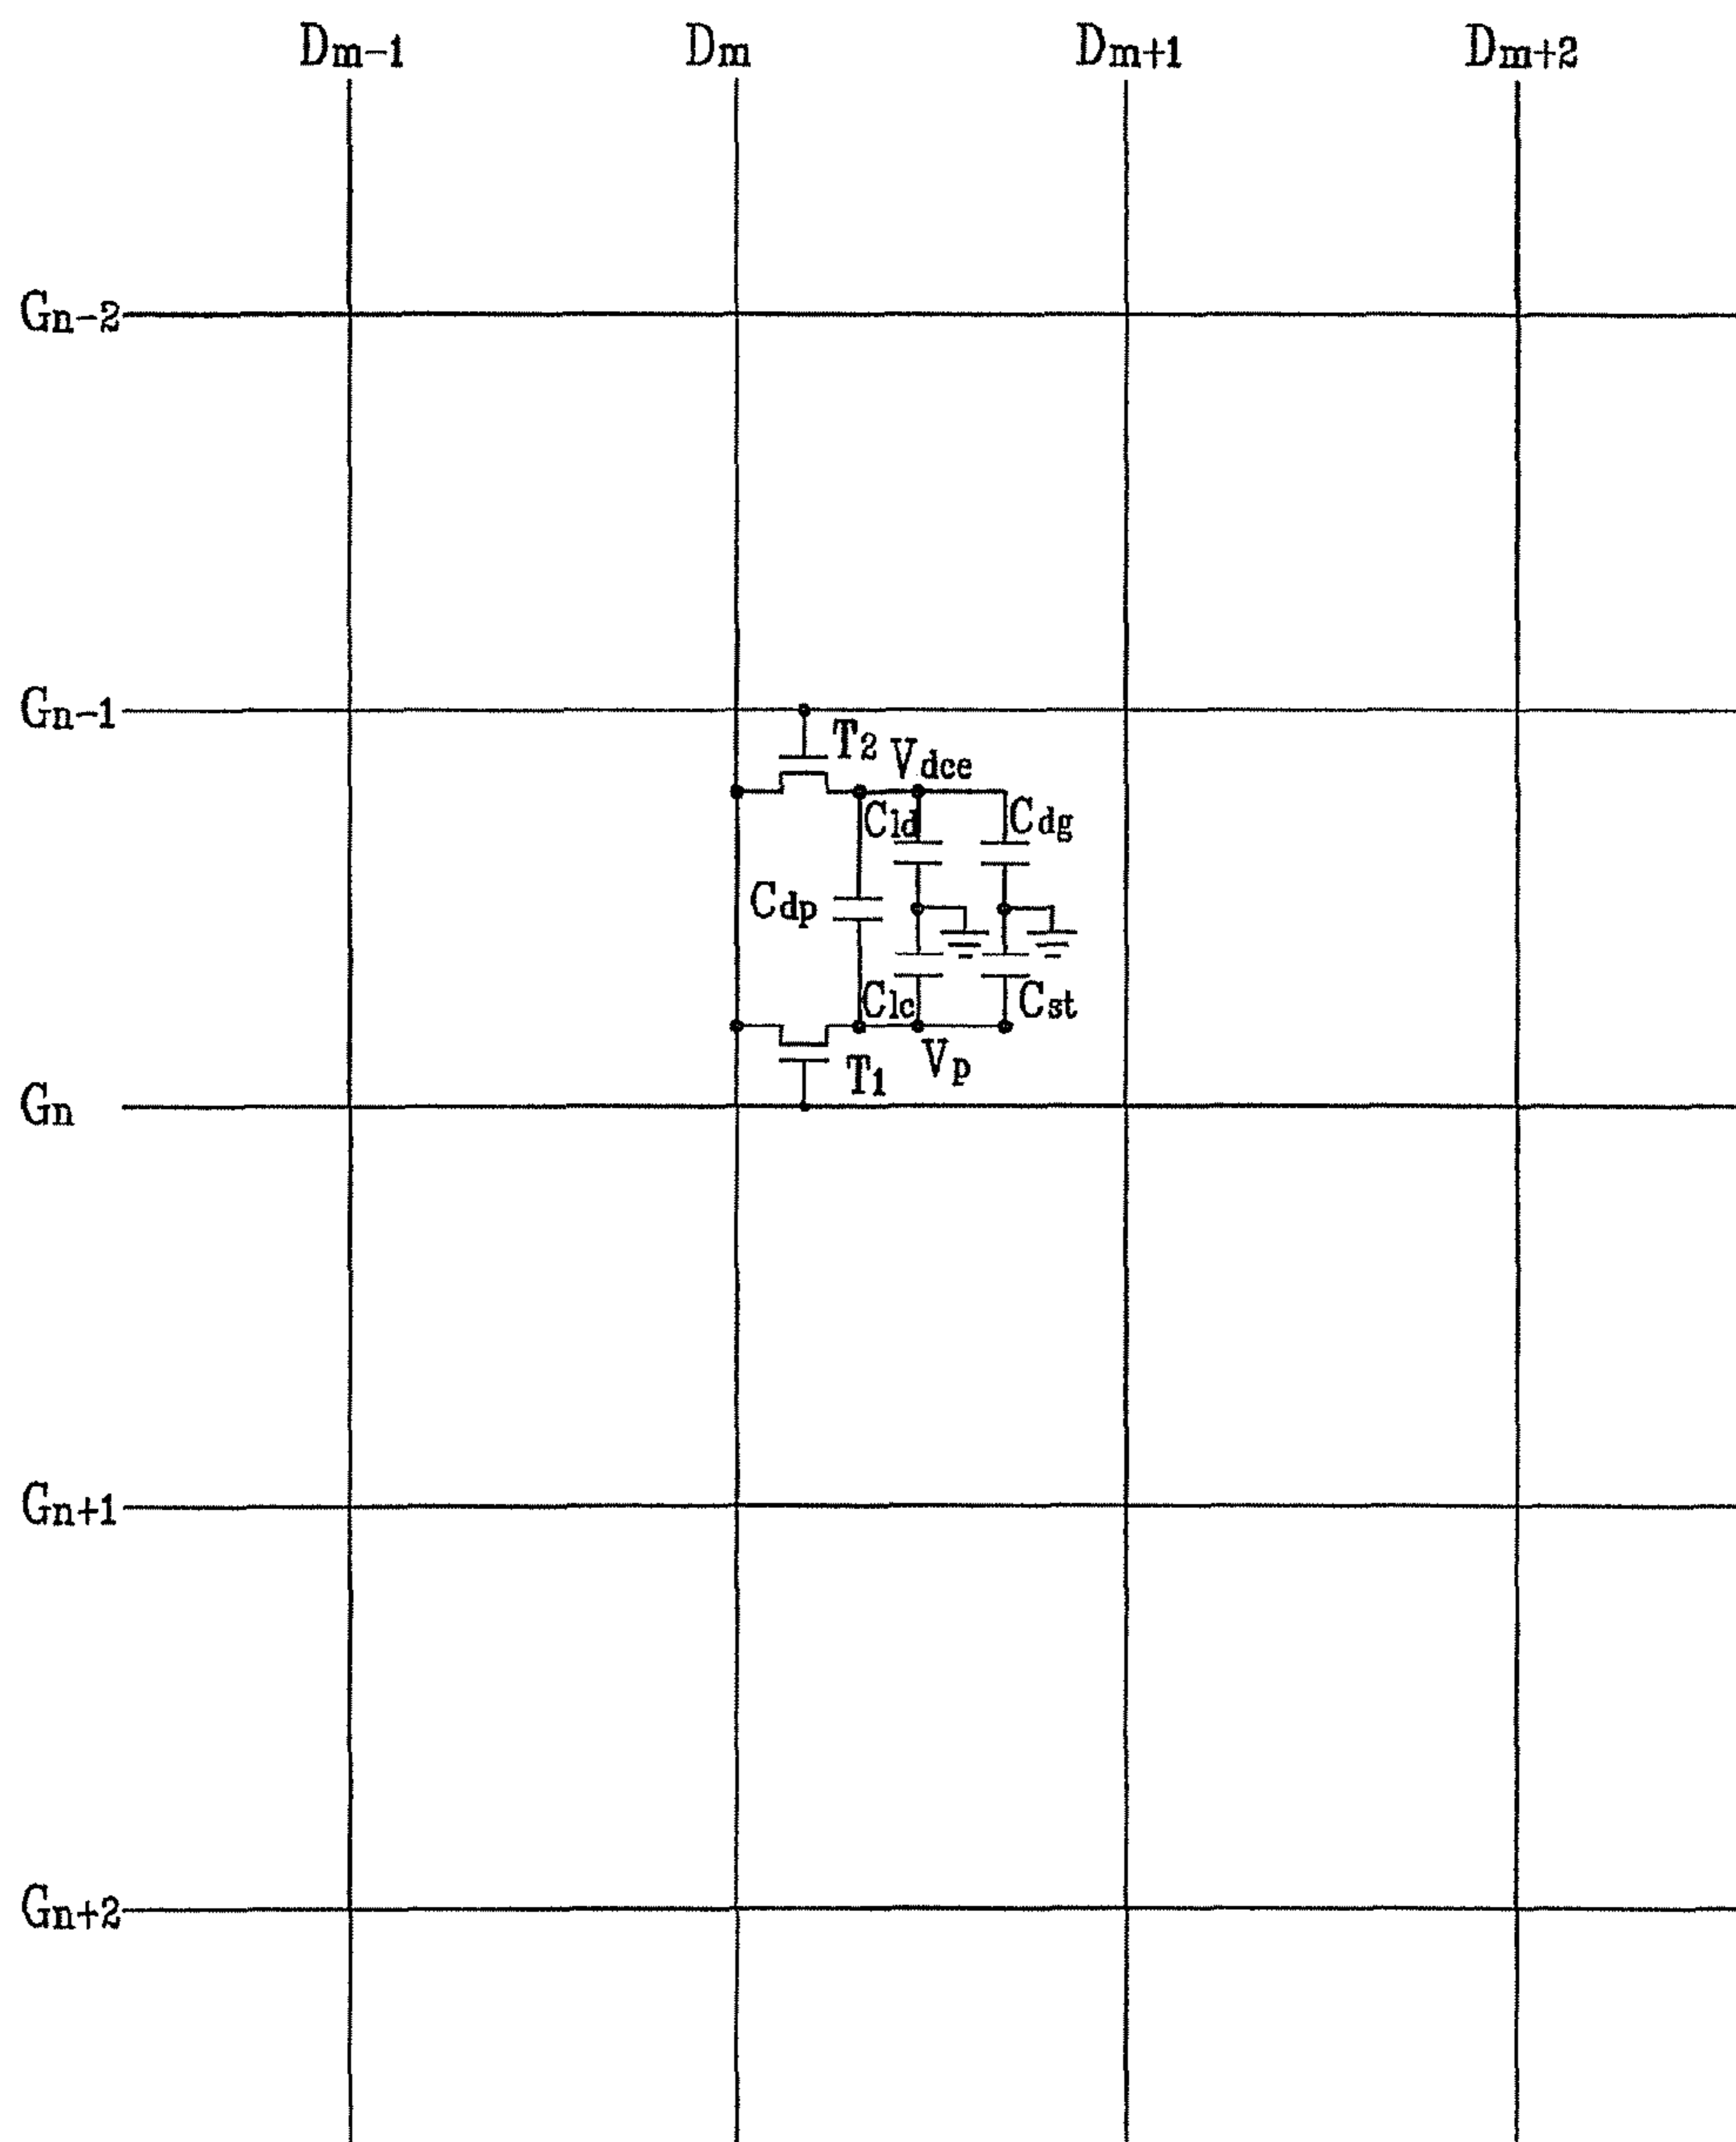 Dm-1 Dm Dm+1 Dm+2
Gn-2
Gn-1
T2 Vdce
Cld Cdg
Cdp
Clc Cst
Vp
T1
Gn
Gn+1
Gn+2